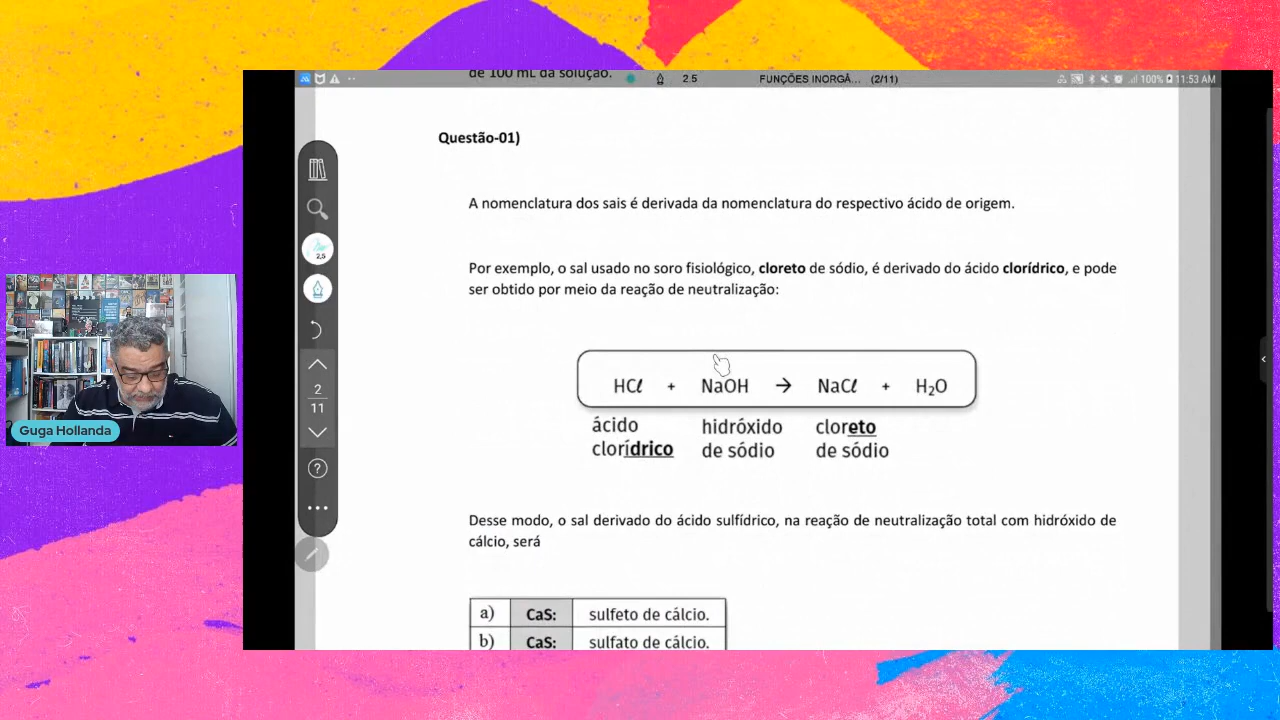 de 100 mL da solução.
2.5
FUNÇÕES INORGÂ... (2/11)
100% 11:53 AM
Questão-01)
2,5
A nomenclatura dos sais é derivada da nomenclatura do respectivo ácido de origem.
Por exemplo, o sal usado no soro fisiológico, cloreto de sódio, é derivado do ácido clorídrico, e pode
ser obtido por meio da reação de neutralização:
HCℓ + NaOH → NaCℓ + H₂O
ácido hidróxido cloreto
clorídrico de sódio de sódio
2
11
Guga Hollanda
Desse modo, o sal derivado do ácido sulfídrico, na reação de neutralização total com hidróxido de
cálcio, será
a) CaS: sulfeto de cálcio.
b) CaS: sulfato de cálcio.